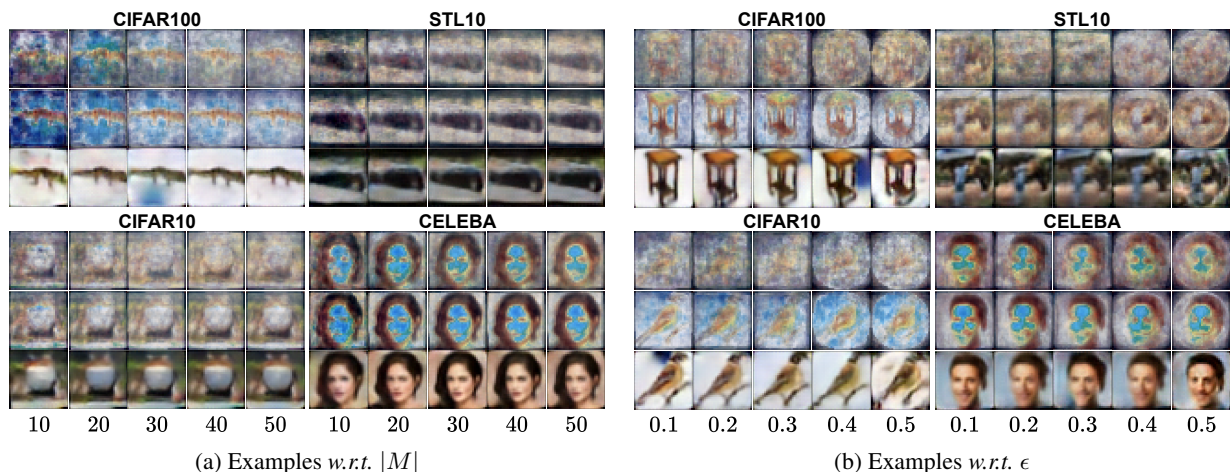 CIFAR100 STL10
CIFAR10 CELEBA
10 20 30 40 50 10 20 30 40 50
(a) Examples w.r.t. |M|
CIFAR100 STL10
CIFAR10 CELEBA
0.1 0.2 0.3 0.4 0.5 0.1 0.2 0.3 0.4 0.5
(b) Examples w.r.t. ϵ